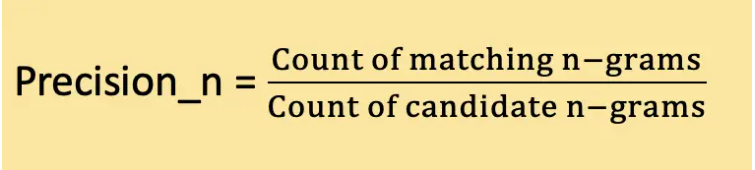 Precision_n = Count of matching n−grams
Count of candidate n−grams